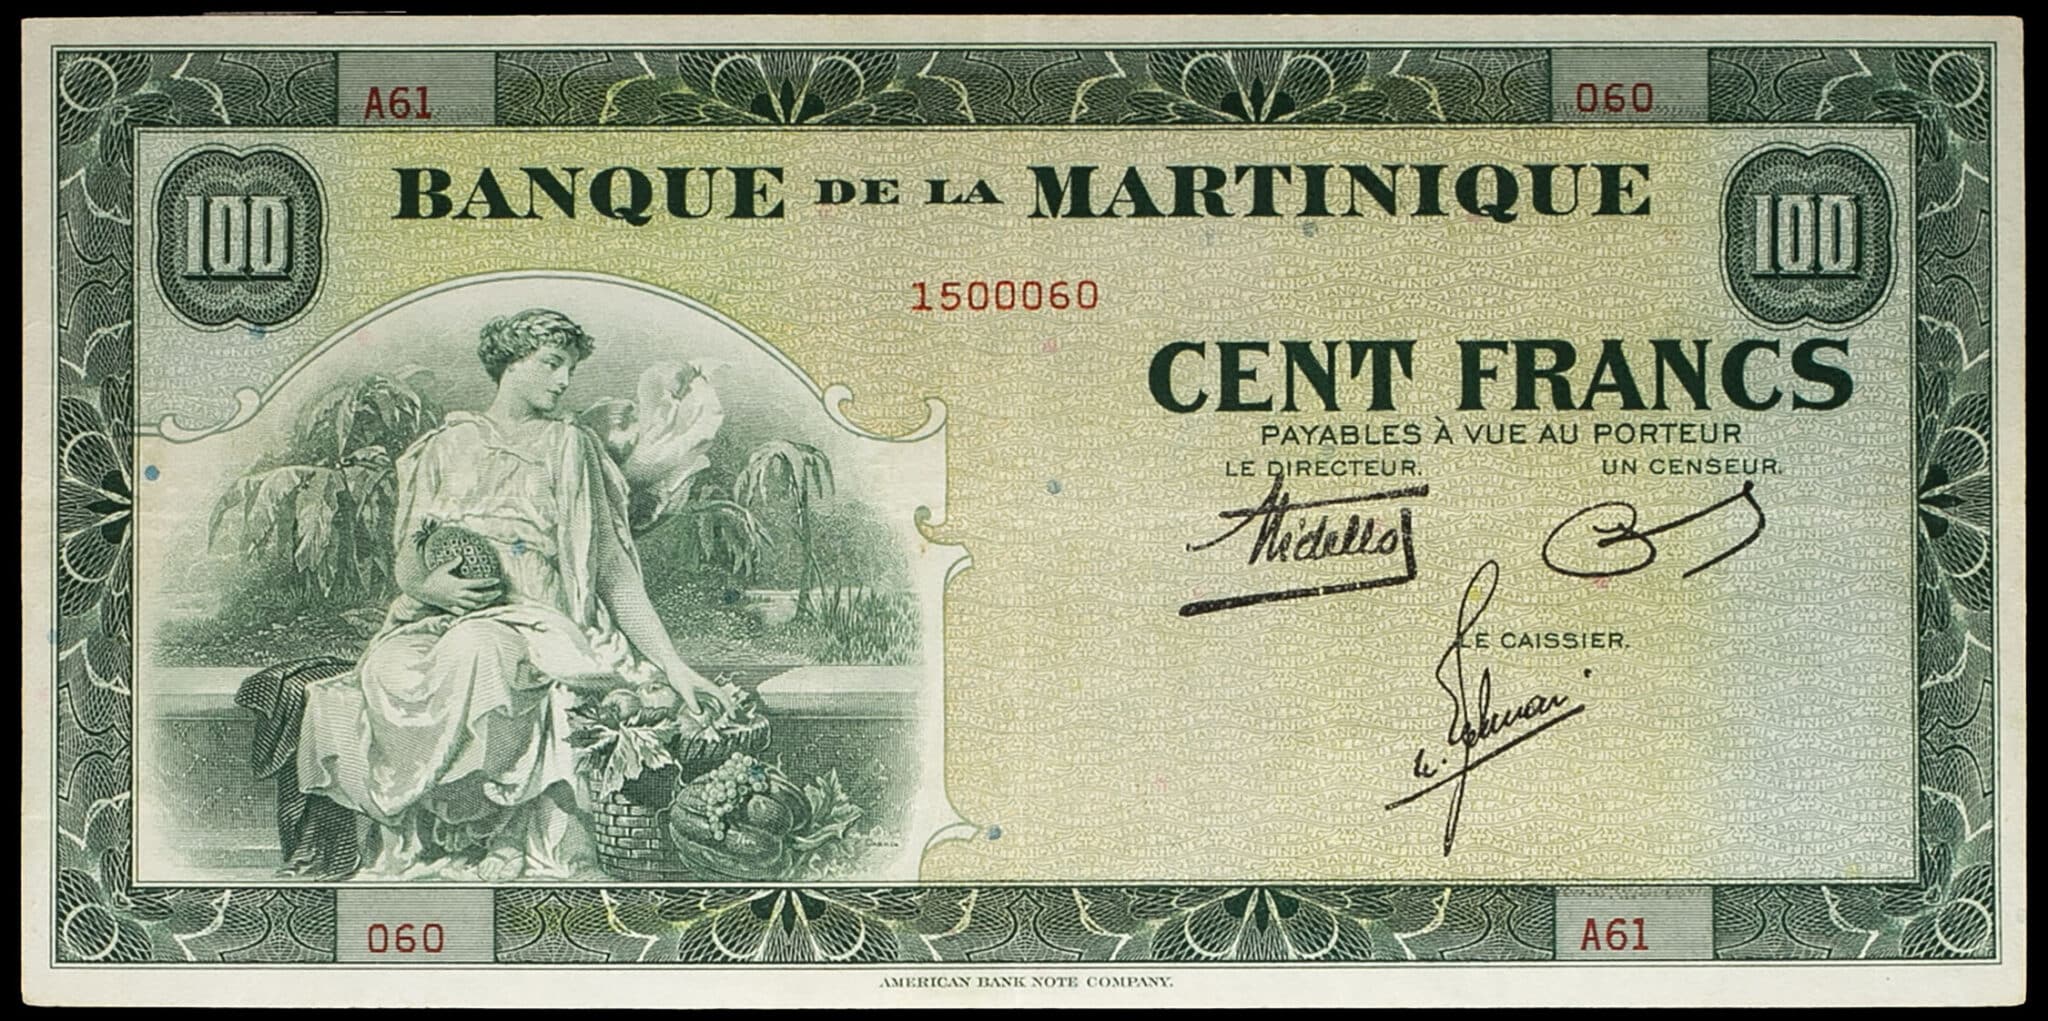 A61
060
100
BANQUE DE LA MARTINIQUE
100
1500060
CENT FRANCS
PAYABLES À VUE AU PORTEUR
LE DIRECTEUR.
UN CENSEUR.
LE CAISSIER.
060
A61
AMERICAN BANK NOTE COMPANY.